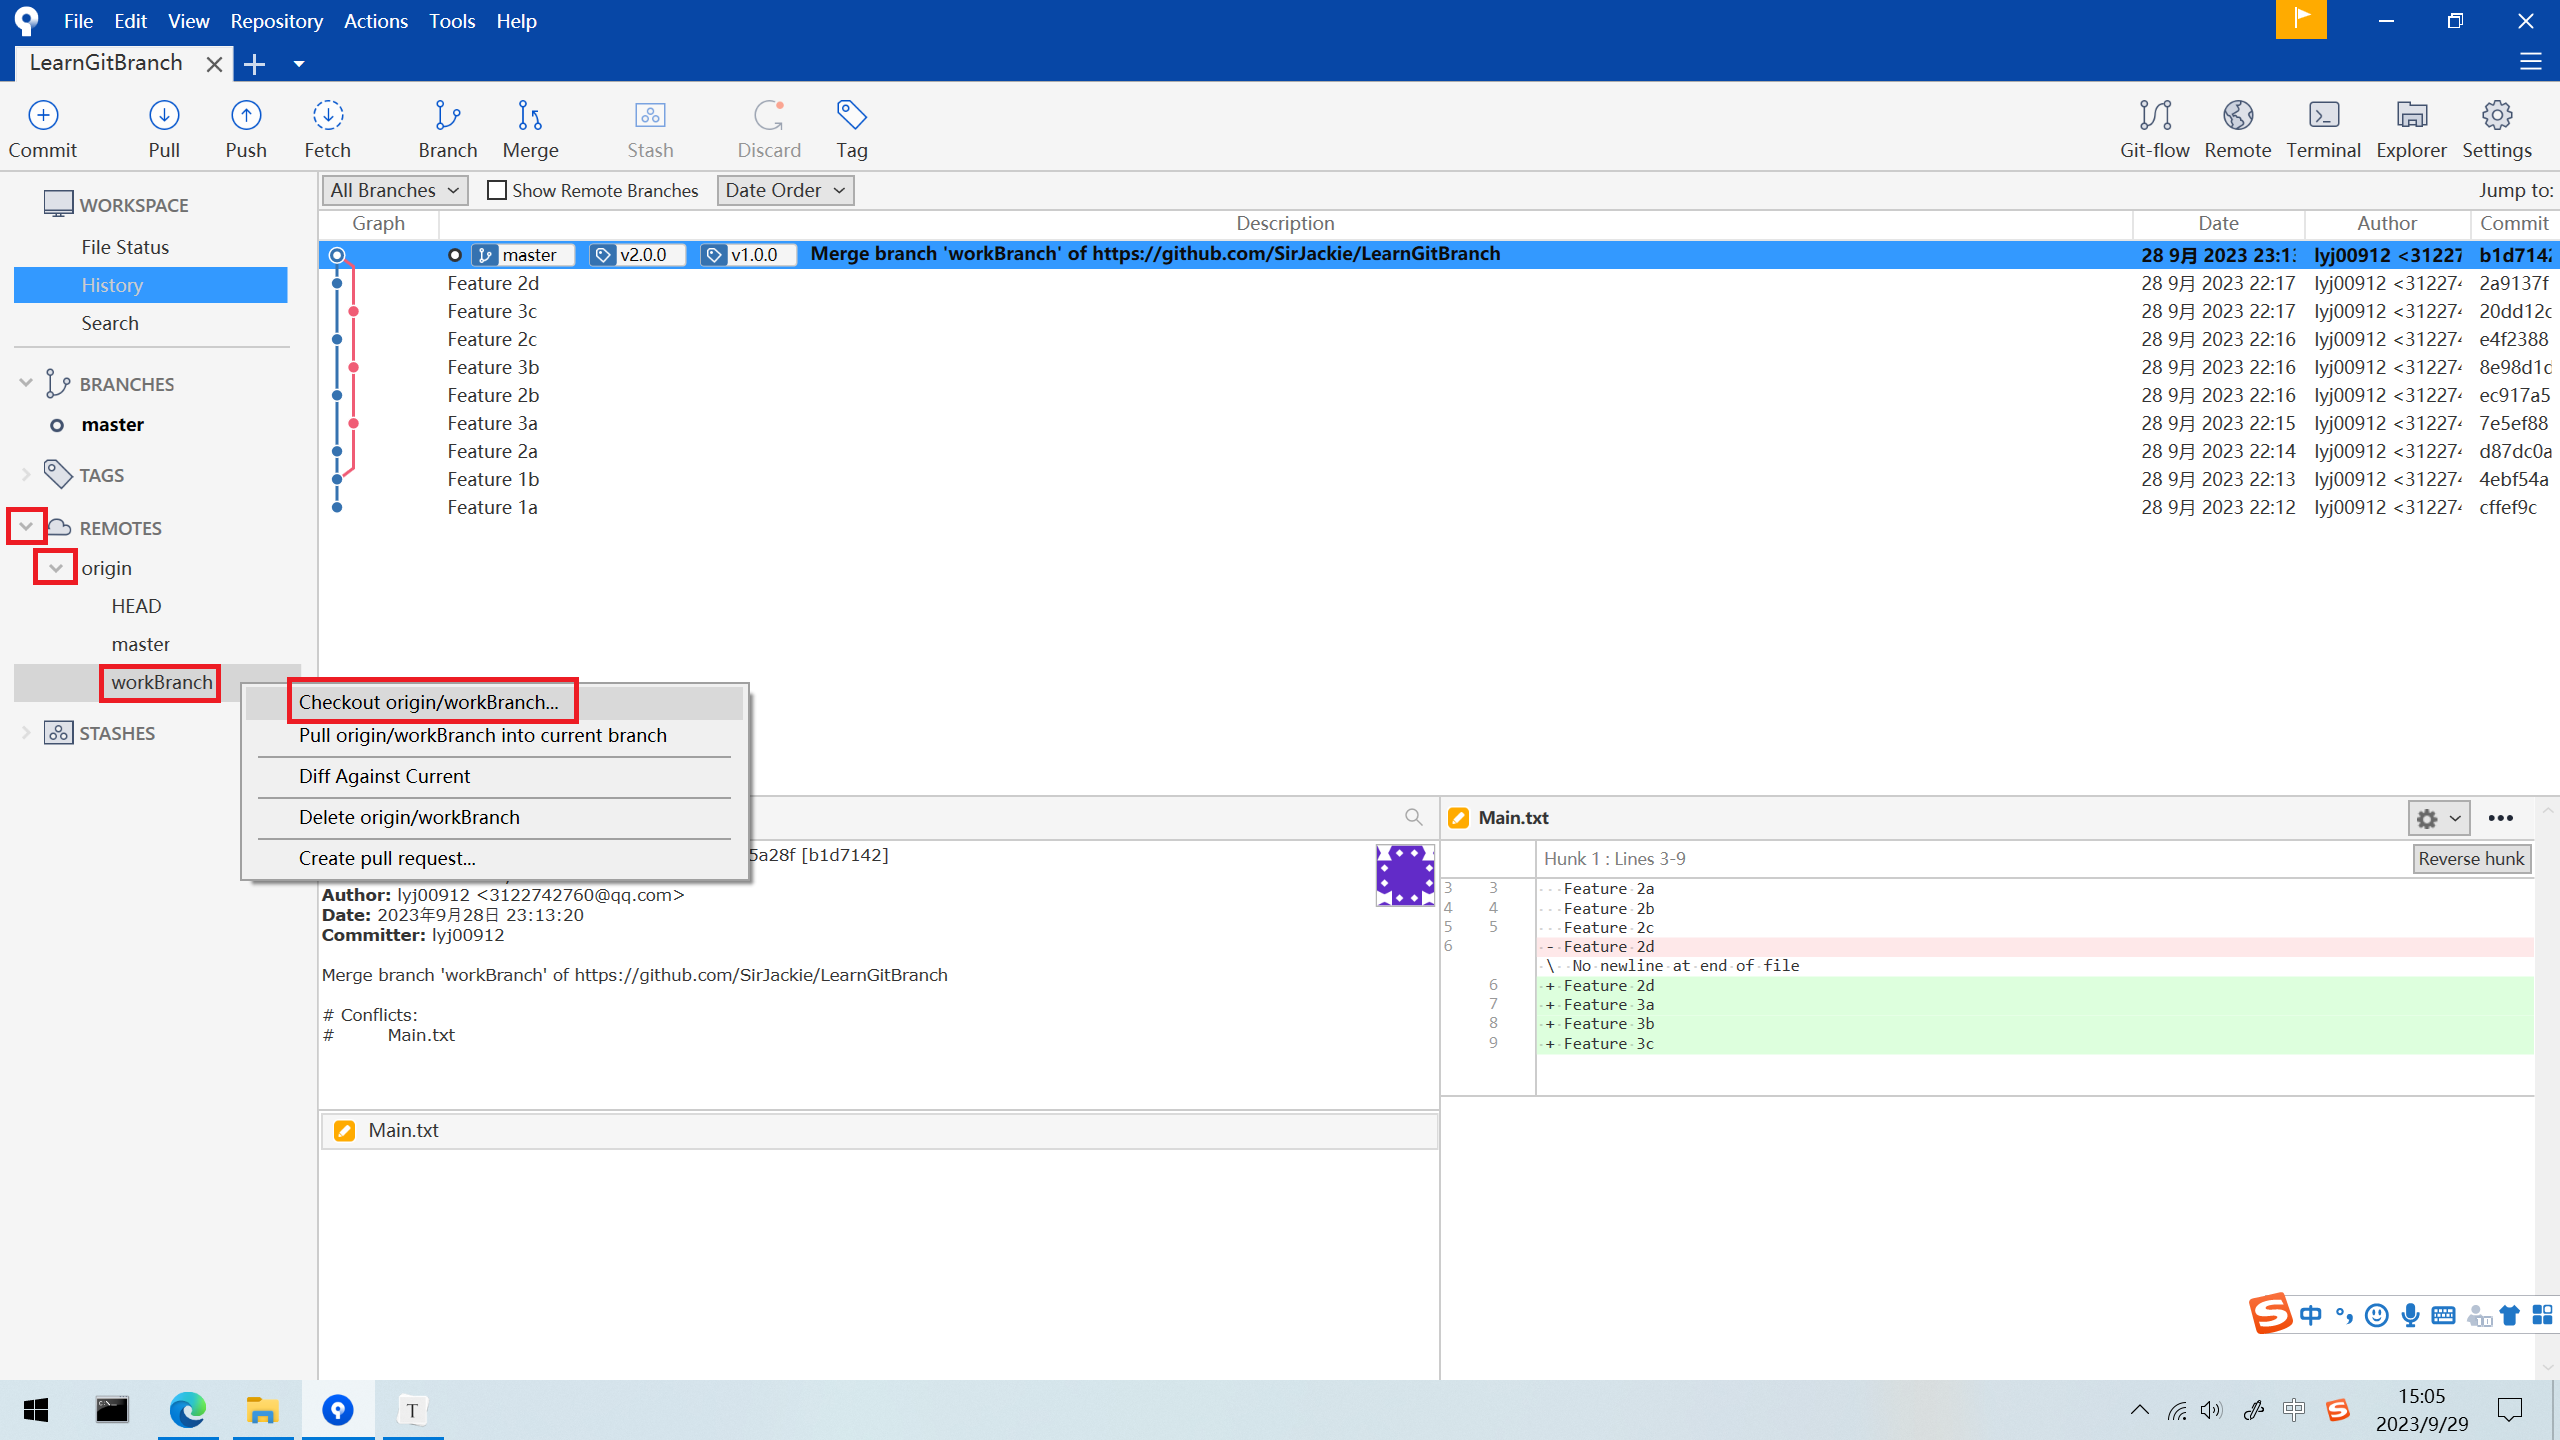 File Edit View Repository Actions Tools Help
LearnGitBranch
Commit Pull Push Fetch Branch Merge Stash Discard Tag Git-flow Remote Terminal Explorer Settings
WORKSPACE
File Status
History
Search
BRANCHES
master
TAGS
REMOTES
origin
HEAD
master
workBranch
STASHES
All Branches Show Remote Branches Date Order Jump to:
Graph Description Date Author Commit
master v2.0.0 v1.0.0 Merge branch 'workBranch' of https://github.com/SirJackie/LearnGitBranch 28 9月 2023 23:1 lyj00912 <31227 b1d714
Feature 2d 28 9月 2023 22:17 lyj00912 <312274 2a9137f
Feature 3c 28 9月 2023 22:17 lyj00912 <312274 20dd12c
Feature 2c 28 9月 2023 22:16 lyj00912 <312274 e4f2388
Feature 3b 28 9月 2023 22:16 lyj00912 <312274 8e98d1d
Feature 2b 28 9月 2023 22:16 lyj00912 <312274 ec917a5
Feature 3a 28 9月 2023 22:15 lyj00912 <312274 7e5ef88
Feature 2a 28 9月 2023 22:14 lyj00912 <312274 d87dc0a
Feature 1b 28 9月 2023 22:13 lyj00912 <312274 4ebf54a
Feature 1a 28 9月 2023 22:12 lyj00912 <312274 cffef9c
Checkout origin/workBranch...
Pull origin/workBranch into current branch
Diff Against Current
Delete origin/workBranch
Create pull request...
5a28f [b1d7142]
Author: lyj00912 <3122742760@qq.com>
Date: 2023年9月28日 23:13:20
Committer: lyj00912
Merge branch 'workBranch' of https://github.com/SirJackie/LearnGitBranch
# Conflicts:
# Main.txt
Main.txt
Main.txt
Hunk 1 : Lines 3-9 Reverse hunk
3 3 Feature 2a
4 4 Feature 2b
5 5 Feature 2c
6 - Feature 2d
\ No newline at end of file
6 + Feature 2d
7 + Feature 3a
8 + Feature 3b
9 + Feature 3c
中
T
中
15:05
2023/9/29